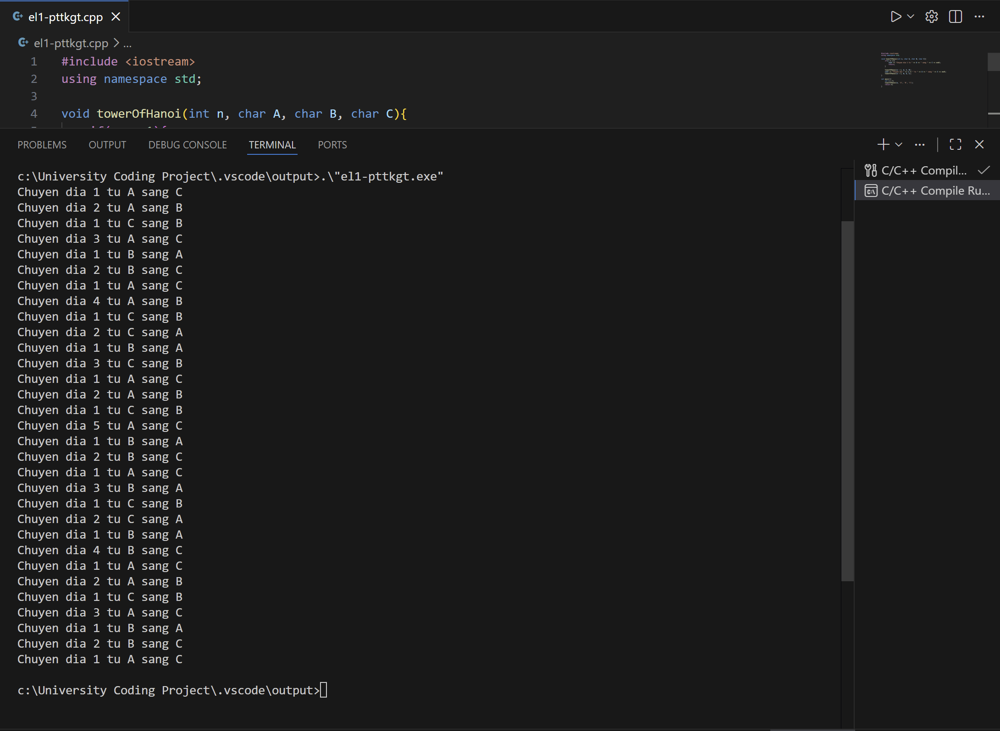 el1-pttkgt.cpp
el1-pttkgt.cpp > ...
1 #include <iostream>
2 using namespace std;
3
4 void towerOfHanoi(int n, char A, char B, char C){
PROBLEMS OUTPUT DEBUG CONSOLE TERMINAL PORTS
C/C++ Compil...
C/C++ Compile Ru...
c:\University Coding Project\.vscode\output>.\"el1-pttkgt.exe"
Chuyen dia 1 tu A sang C
Chuyen dia 2 tu A sang B
Chuyen dia 1 tu C sang B
Chuyen dia 3 tu A sang C
Chuyen dia 1 tu B sang A
Chuyen dia 2 tu B sang C
Chuyen dia 1 tu A sang C
Chuyen dia 4 tu A sang B
Chuyen dia 1 tu C sang B
Chuyen dia 2 tu C sang A
Chuyen dia 1 tu B sang A
Chuyen dia 3 tu C sang B
Chuyen dia 1 tu A sang C
Chuyen dia 2 tu A sang B
Chuyen dia 1 tu C sang B
Chuyen dia 5 tu A sang C
Chuyen dia 1 tu B sang A
Chuyen dia 2 tu B sang C
Chuyen dia 1 tu A sang C
Chuyen dia 3 tu B sang A
Chuyen dia 1 tu C sang B
Chuyen dia 2 tu C sang A
Chuyen dia 1 tu B sang A
Chuyen dia 4 tu B sang C
Chuyen dia 1 tu A sang C
Chuyen dia 2 tu A sang B
Chuyen dia 1 tu C sang B
Chuyen dia 3 tu A sang C
Chuyen dia 1 tu B sang A
Chuyen dia 2 tu B sang C
Chuyen dia 1 tu A sang C
c:\University Coding Project\.vscode\output>